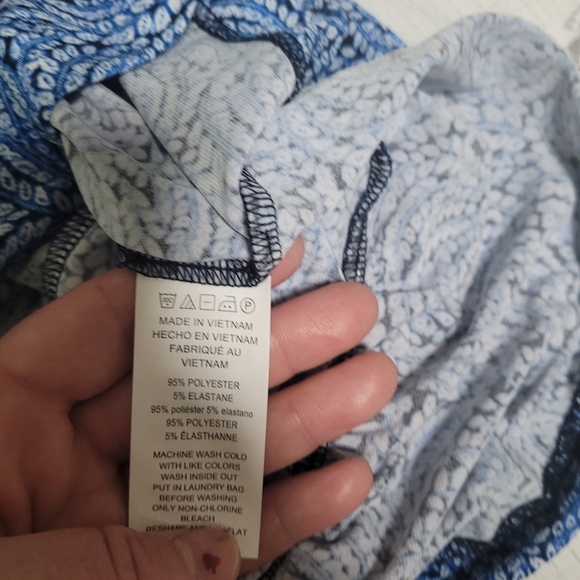 MADE IN VIETNAM
HECHO EN VIETNAM
FABRIQUÉ AU
VIETNAM
95% POLYESTER
5% ELASTANE
95% poliéster 5% elastano
95% POLYESTER
5% ÉLASTHANNE
MACHINE WASH COLD
WITH LIKE COLORS
WASH INSIDE OUT
PUT IN LAUNDRY BAG
BEFORE WASHING
ONLY NON-CHLORINE
BLEACH
RESHAPE